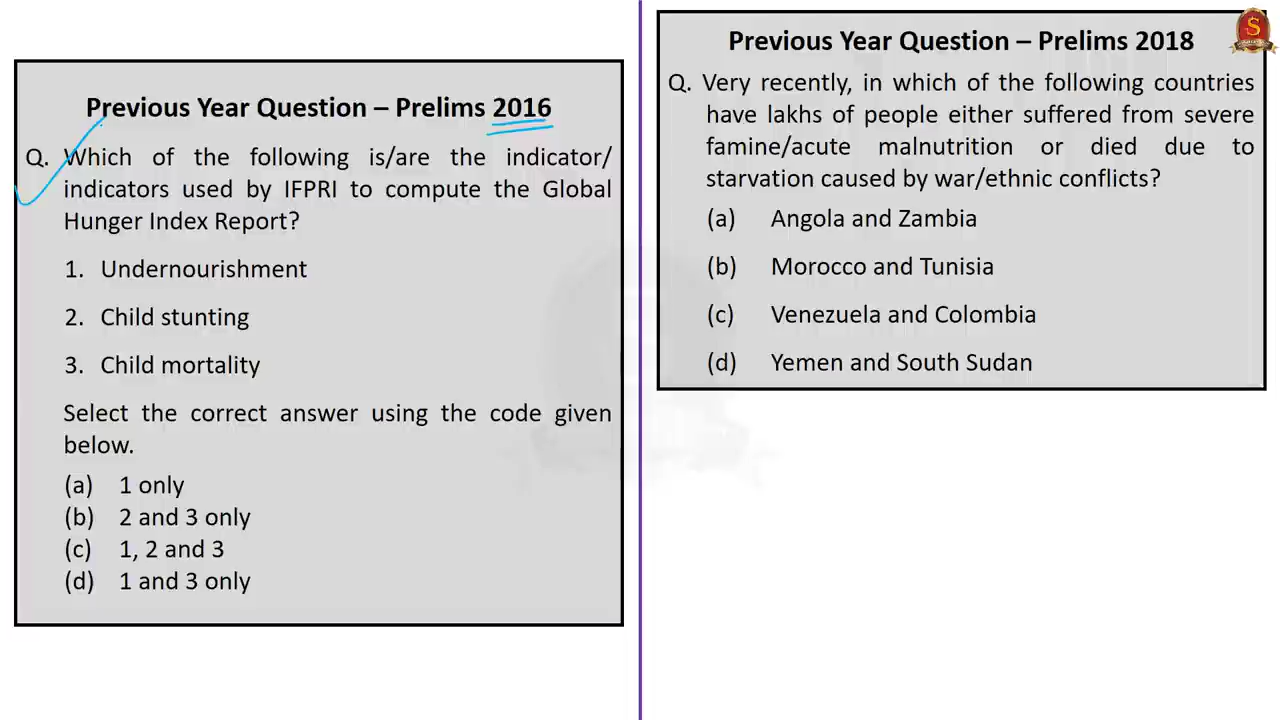 Previous Year Question – Prelims 2016
Q. Which of the following is/are the indicator/
indicators used by IFPRI to compute the Global
Hunger Index Report?
1. Undernourishment
2. Child stunting
3. Child mortality
Select the correct answer using the code given
below.
(a) 1 only
(b) 2 and 3 only
(c) 1, 2 and 3
(d) 1 and 3 only
Previous Year Question – Prelims 2018
Q. Very recently, in which of the following countries
have lakhs of people either suffered from severe
famine/acute malnutrition or died due to
starvation caused by war/ethnic conflicts?
(a) Angola and Zambia
(b) Morocco and Tunisia
(c) Venezuela and Colombia
(d) Yemen and South Sudan
S